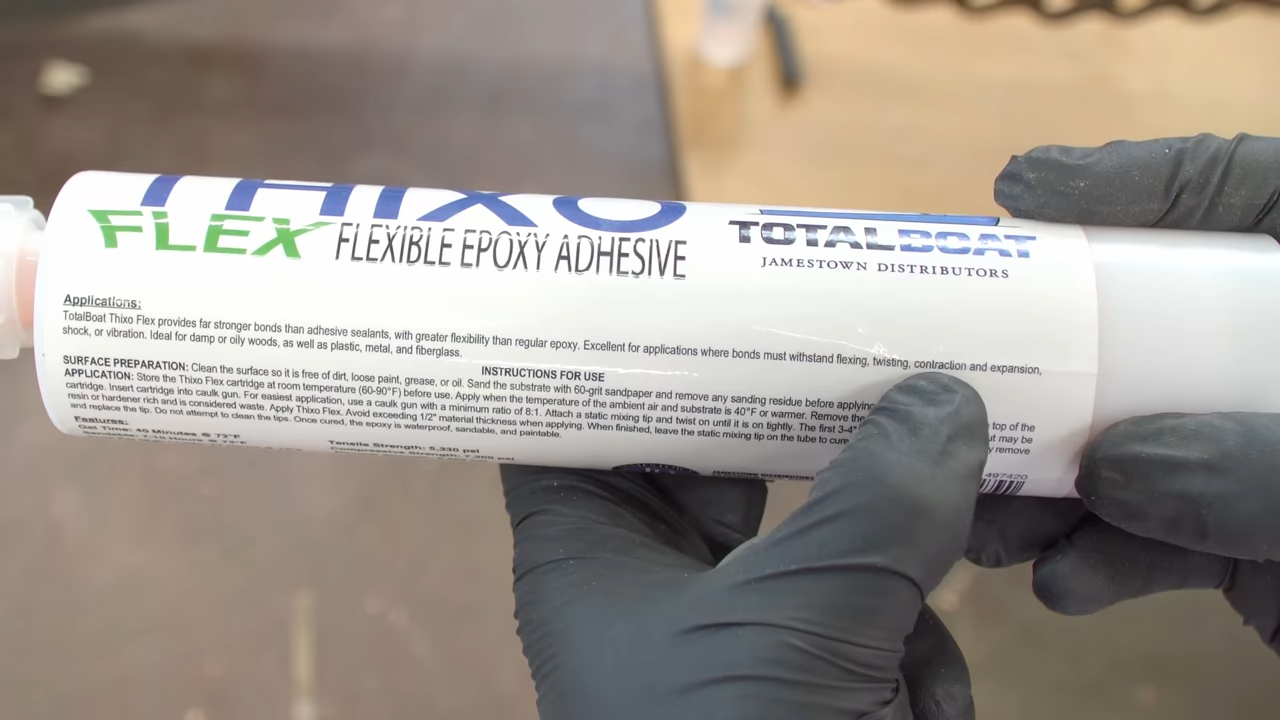 THIXO
FLEX FLEXIBLE EPOXY ADHESIVE
TOTALBOAT
JAMESTOWN DISTRIBUTORS
Applications:
TotalBoat Thixo Flex provides far stronger bonds than adhesive sealants, with greater flexibility than regular epoxy. Excellent for applications where bonds must withstand flexing, twisting, contraction and expansion,
shock, or vibration. Ideal for damp or oily woods, as well as plastic, metal, and fiberglass.
INSTRUCTIONS FOR USE
SURFACE PREPARATION: Clean the surface so it is free of dirt, loose paint, grease, or oil. Sand the substrate with 60-grit sandpaper and remove any sanding residue before applying
APPLICATION: Store the Thixo Flex cartridge at room temperature (60-90°F) before use. Apply when the temperature of the ambient air and substrate is 40°F or warmer. Remove the top of the
cartridge. Insert cartridge into caulk gun. For easiest application, use a caulk gun with a minimum ratio of 8:1. Attach a static mixing tip and twist on until it is on tightly. The first 3-4" may be
resin or hardener rich and is considered waste. Apply Thixo Flex. Avoid exceeding 1/2" material thickness when applying. When finished, leave the static mixing tip on the tube to cure remove
and replace the tip. Do not attempt to clean the tips. Once cured, the epoxy is waterproof, sandable, and paintable.
Features:
Gel Time: 40 Minutes @ 72°F
Tensile Strength: 5,330 psi
497420